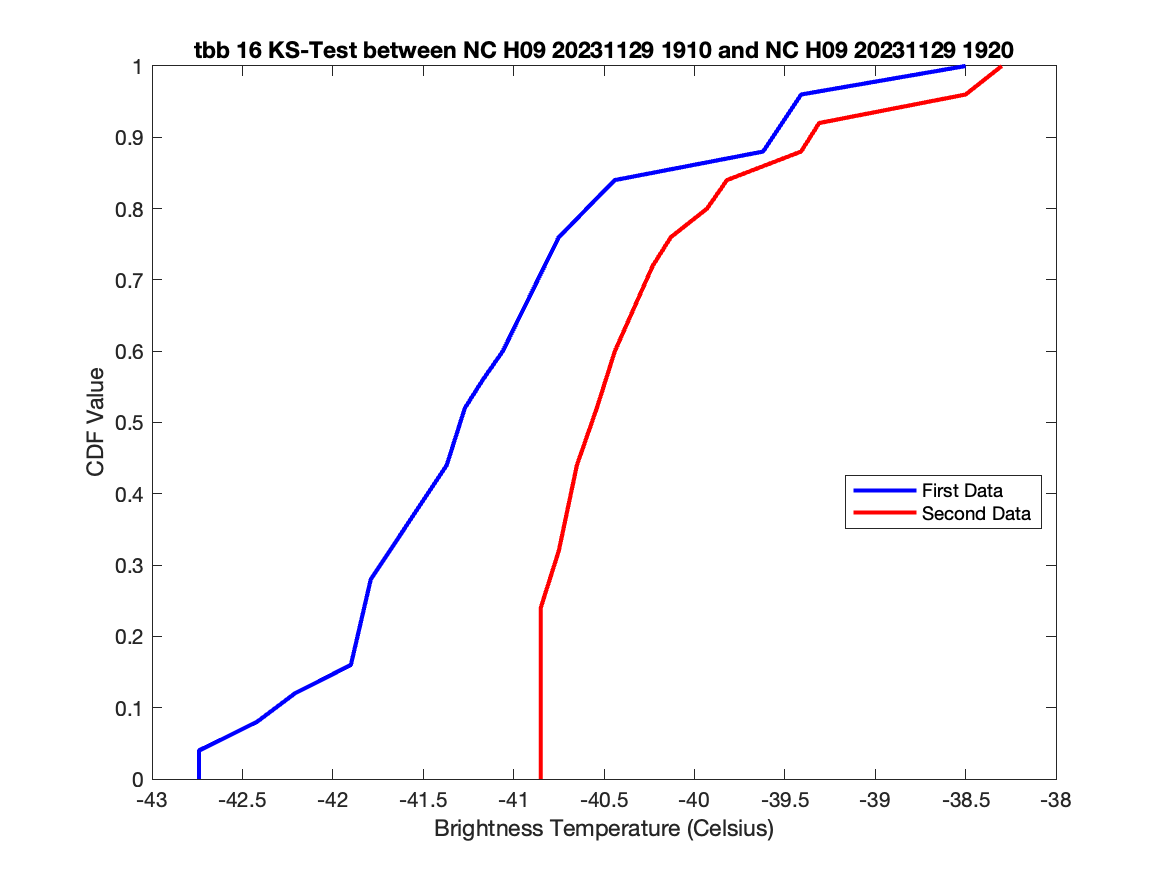 tbb 16 KS-Test between NC H09 20231129 1910 and NC H09 20231129 1920
1
0.9
0.8
0.7
0.6
0.5
0.4
0.3
0.2
0.1
0
CDF Value
First Data
Second Data
-43 -42.5 -42 -41.5 -41 -40.5 -40 -39.5 -39 -38.5 -38
Brightness Temperature (Celsius)